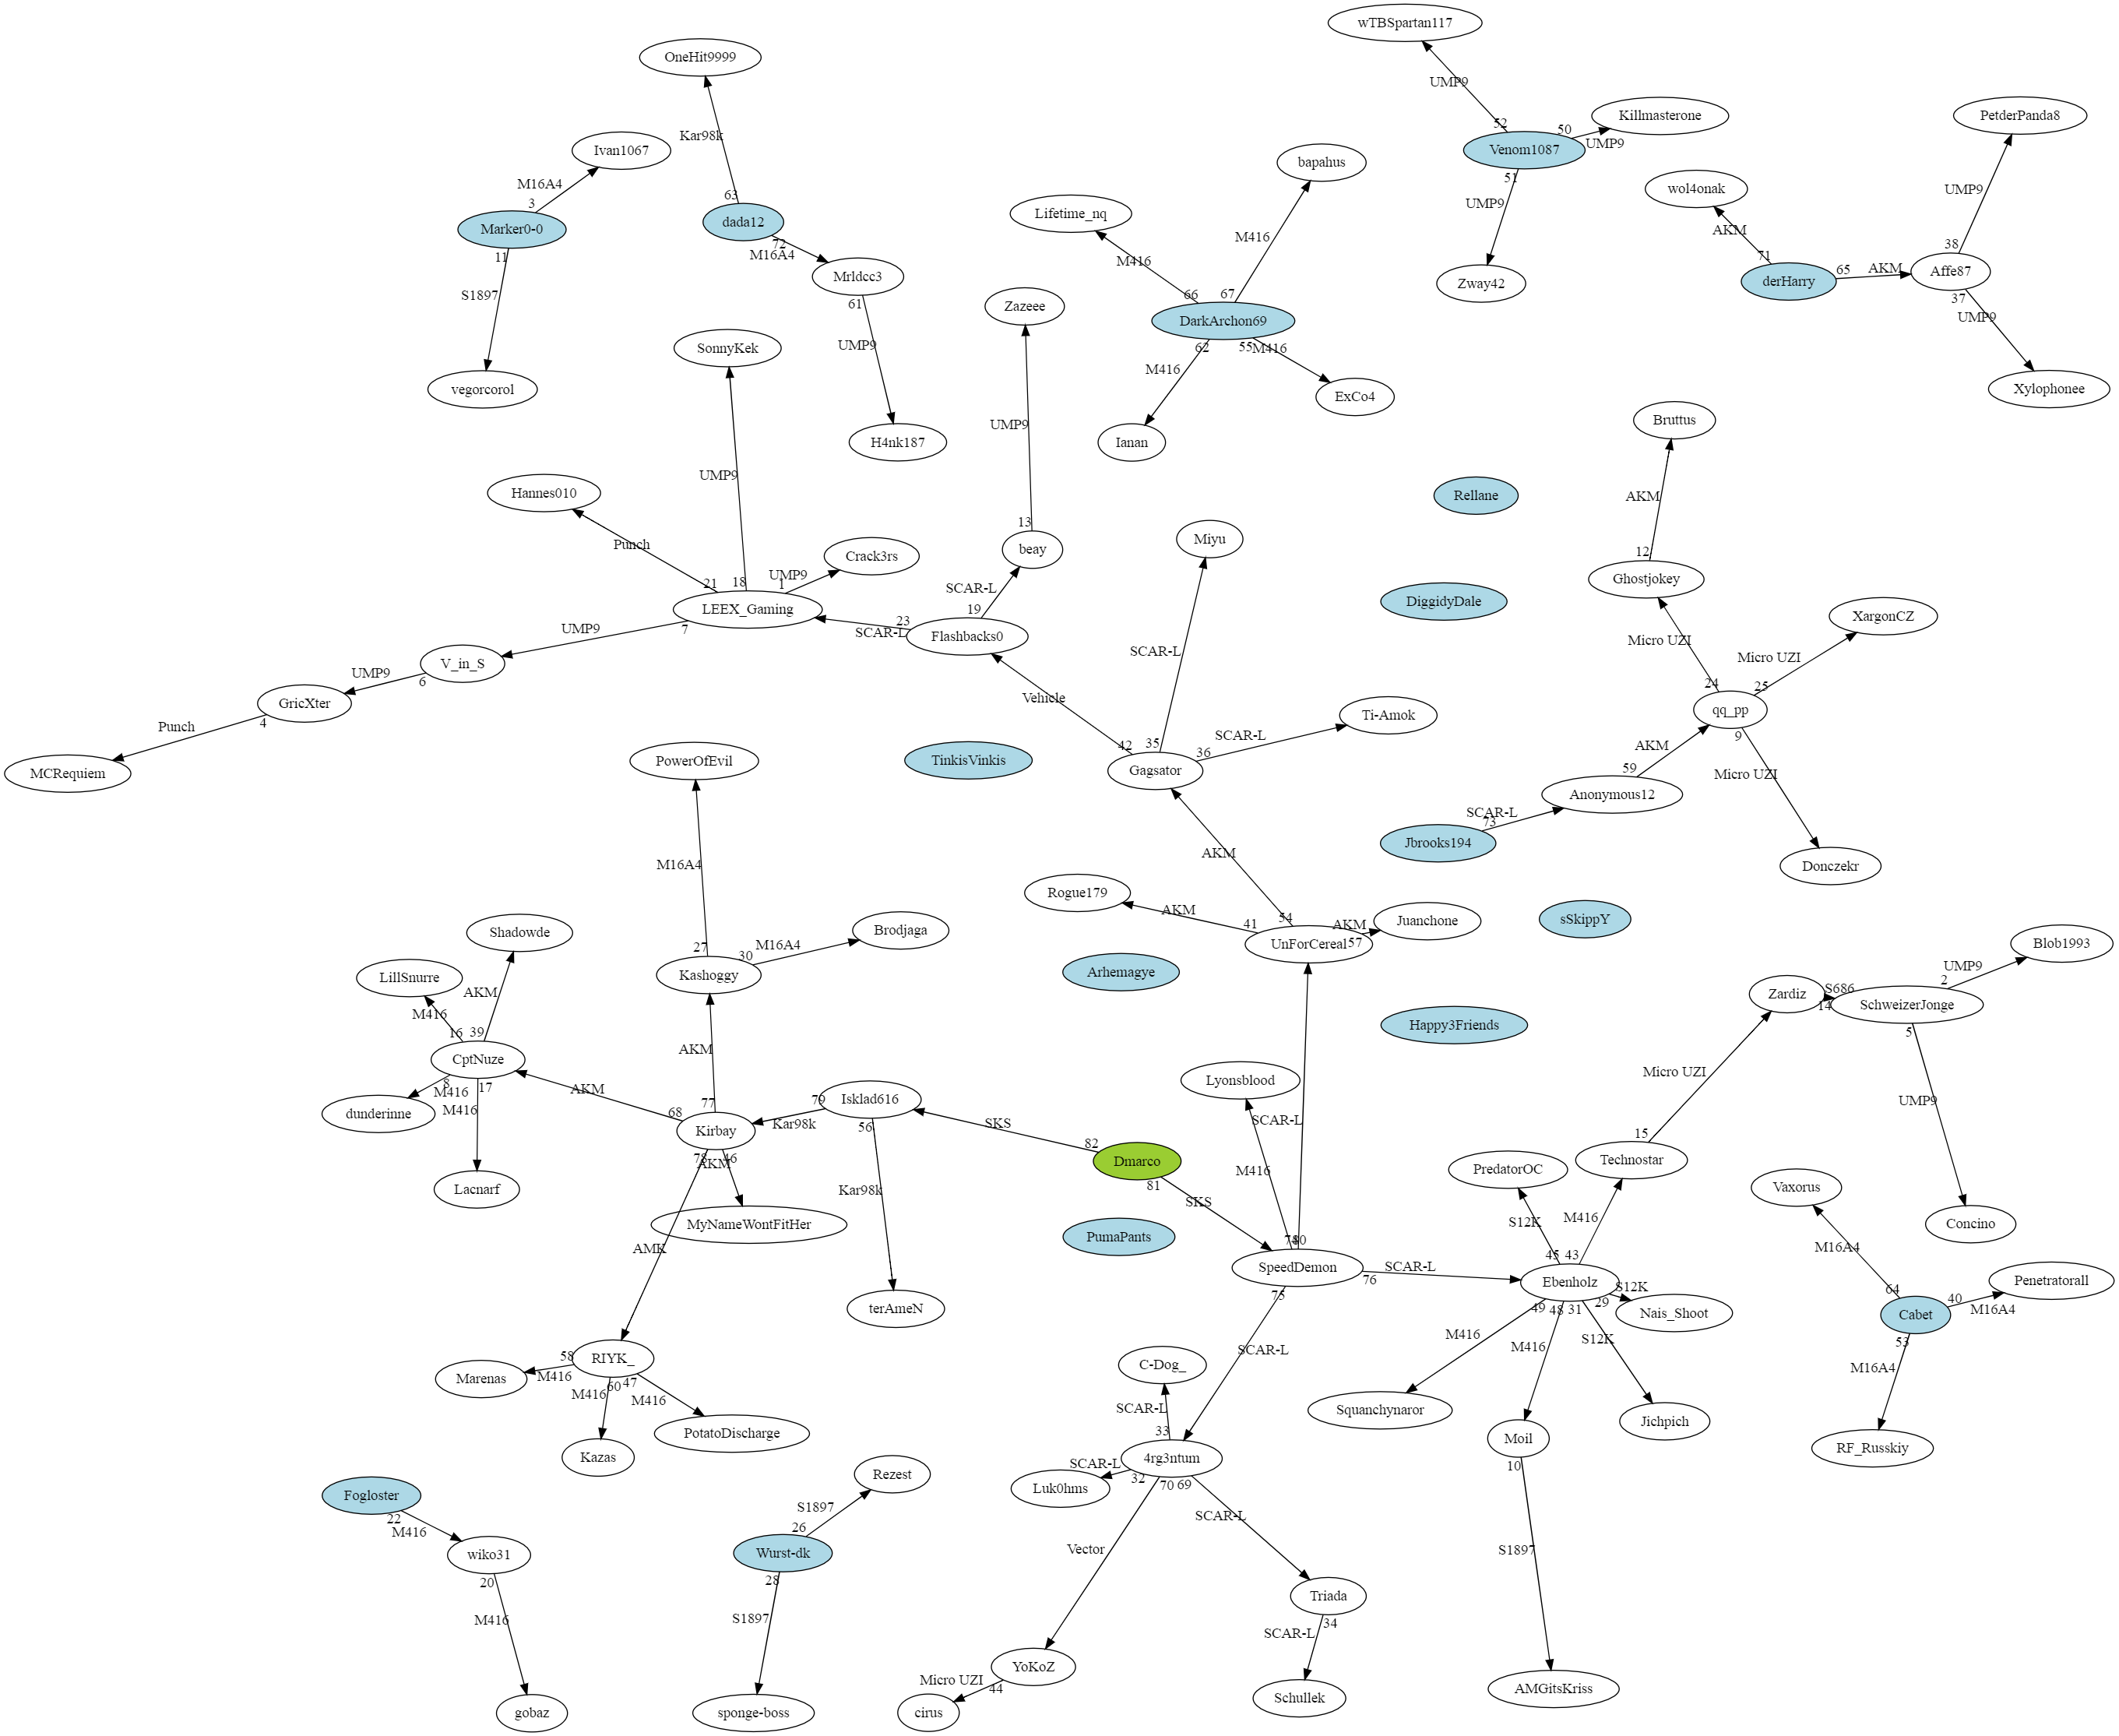 wTBSpartan117
OneHit9999
UMP9
Killmasterone
PetderPanda8
52
50
Kar98k
Ivan1067
Venom1087
UMP9
bapahus
M16A4
51
wol4onak
UMP9
3
63
Lifetime_nq
UMP9
Marker0-0
dada12
M416
AKM
38
11
72
M16A4
M416
71
derHarry
65
AKM
Affe87
Mrldcc3
Zway42
S1897
61
Zazeee
66
67
37
UMP9
DarkArchon69
SonnyKek
UMP9
62
55
M416
M416
vegorcorol
ExCo4
Xylophonee
H4nk187
UMP9
Ianan
Bruttus
UMP9
Hannes010
Rellane
AKM
13
Punch
Crack3rs
beay
Miyu
12
21
18
1
UMP9
SCAR-L
Ghostjokey
LEEX_Gaming
19
DiggidyDale
XargonCZ
7
23
SCAR-L
Flashbacks0
UMP9
Micro UZI
Micro UZI
V_in_S
SCAR-L
UMP9
6
24
25
GricXter
Vehicle
qq_pp
4
Punch
Ti-Amok
9
42
35
36
SCAR-L
AKM
MCRequiem
PowerOfEvil
TinkisVinkis
Gagsator
59
Micro UZI
Anonymous12
SCAR-L
73
Jbrooks194
AKM
M16A4
Donczekr
Rogue179
AKM
41
54
AKM
57
Juanchone
sSkippY
Shadowde
Brodjaga
UnForCereal
Blob1993
27
30
M16A4
LillSnurre
Kashoggy
Arhemagye
UMP9
AKM
2
Zardiz
S686
14
SchweizerJonge
M416
Happy3Friends
16
39
5
CptNuze
AKM
Micro UZI
8
M416
17
AKM
Lyonsblood
dunderinne
M416
68
77
79
Isklad616
UMP9
Kirbay
Kar98k
56
SKS
SCAR-L
78
AKM
46
82
Dmarco
15
Technostar
Lacnarf
Kar98k
81
M416
PredatorOC
Vaxorus
MyNameWontFitHer
SKS
S12K
M416
Concino
PumaPants
AMK
74
80
M16A4
SpeedDemon
SCAR-L
76
45
43
Ebenholz
S12K
Penetratorall
75
49
48
31
29
Nais_Shoot
64
40
M16A4
terAmeN
Cabet
M416
M416
S12K
53
58
RIYK_
SCAR-L
C-Dog_
M16A4
Marenas
M416
60
47
M416
M416
SCAR-L
Squanchynaror
Jichpich
PotatoDischarge
33
Moil
RF_Russkiy
Kazas
SCAR-L
4rg3ntum
10
Rezest
32
70
69
Luk0hms
Fogloster
22
M416
S1897
SCAR-L
26
wiko31
Wurst-dk
Vector
S1897
20
28
Triada
M416
S1897
34
SCAR-L
YoKoZ
Micro UZI
44
gobaz
sponge-boss
cirus
Schullek
AMGitsKriss